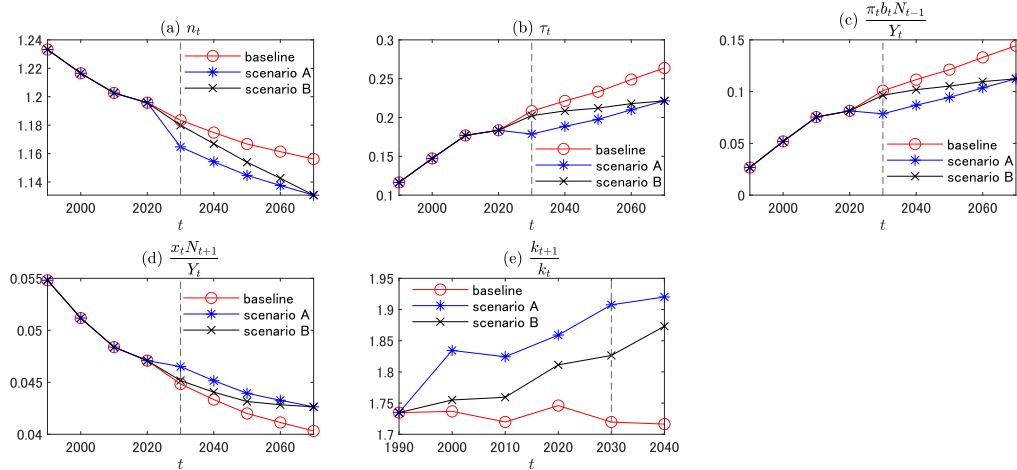 (a) n_t
1.24
1.22
1.2
1.18
1.16
1.14
2000 2020 2040 2060
t
baseline
scenario A
scenario B
(b) τ_t
0.3
0.25
0.2
0.15
0.1
2000 2020 2040 2060
t
baseline
scenario A
scenario B
(c) π_t b_t N_{t−1} / Y_t
0.15
0.1
0.05
0
2000 2020 2040 2060
t
baseline
scenario A
scenario B
(d) x_t N_{t+1} / Y_t
0.055
0.05
0.045
0.04
2000 2020 2040 2060
t
baseline
scenario A
scenario B
(e) k_{t+1} / k_t
1.95
1.9
1.85
1.8
1.75
1.7
1990 2000 2010 2020 2030 2040
t
baseline
scenario A
scenario B